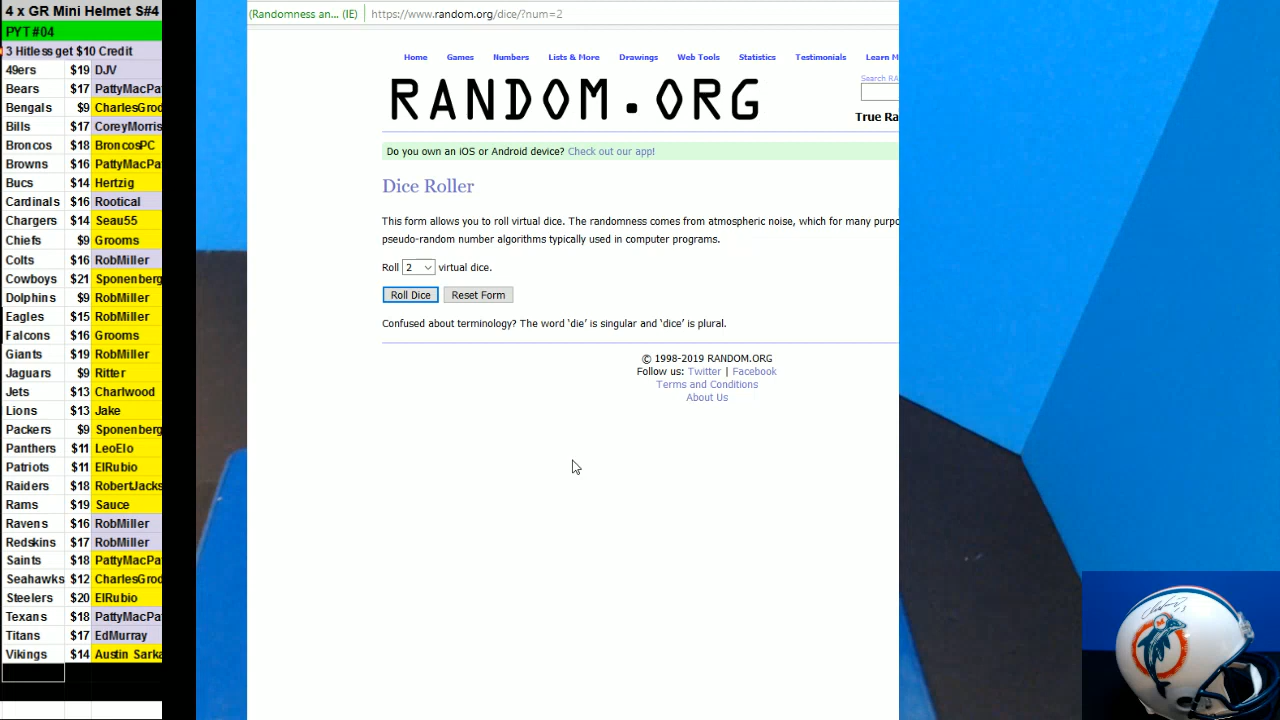 4 x GR Mini Helmet S#4
PYT #04
3 Hitless get $10 Credit
49ers $19 DJV
Bears $17 PattyMacPa
Bengals $9 CharlesGrod
Bills $17 CoreyMorris
Broncos $18 BroncosPC
Browns $16 PattyMacPa
Bucs $14 Hertzig
Cardinals $16 Rootical
Chargers $14 Seau55
Chiefs $9 Grooms
Colts $16 RobMiller
Cowboys $21 Sponenberg
Dolphins $9 RobMiller
Eagles $15 RobMiller
Falcons $16 Grooms
Giants $19 RobMiller
Jaguars $9 Ritter
Jets $13 Charlwood
Lions $13 Jake
Packers $9 Sponenberg
Panthers $11 LeoElo
Patriots $11 ElRubio
Raiders $18 RobertJacks
Rams $19 Sauce
Ravens $16 RobMiller
Redskins $17 RobMiller
Saints $18 PattyMacPa
Seahawks $12 CharlesGrod
Steelers $20 ElRubio
Texans $18 PattyMacPa
Titans $17 EdMurray
Vikings $14 Austin Sarka
(Randomness an... (IE) https://www.random.org/dice/?num=2
Home Games Numbers Lists & More Drawings Web Tools Statistics Testimonials Learn M
RANDOM.ORG
Search RA
True Ra
Do you own an iOS or Android device? Check out our app!
Dice Roller
This form allows you to roll virtual dice. The randomness comes from atmospheric noise, which for many purpo
pseudo-random number algorithms typically used in computer programs.
Roll 2 virtual dice.
Roll Dice Reset Form
Confused about terminology? The word ‘die’ is singular and ‘dice’ is plural.
© 1998-2019 RANDOM.ORG
Follow us: Twitter | Facebook
Terms and Conditions
About Us